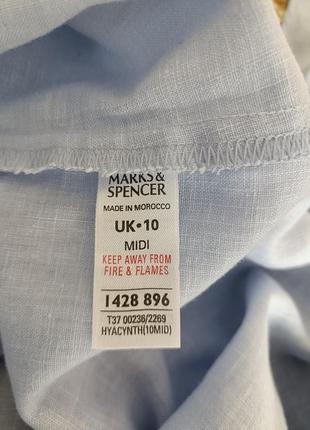 MARKS &
SPENCER
MADE IN MOROCCO
UK•10
MIDI
KEEP AWAY FROM
FIRE & FLAMES
1428 896
T37 00236/2269
HYACYNTH(10MID)